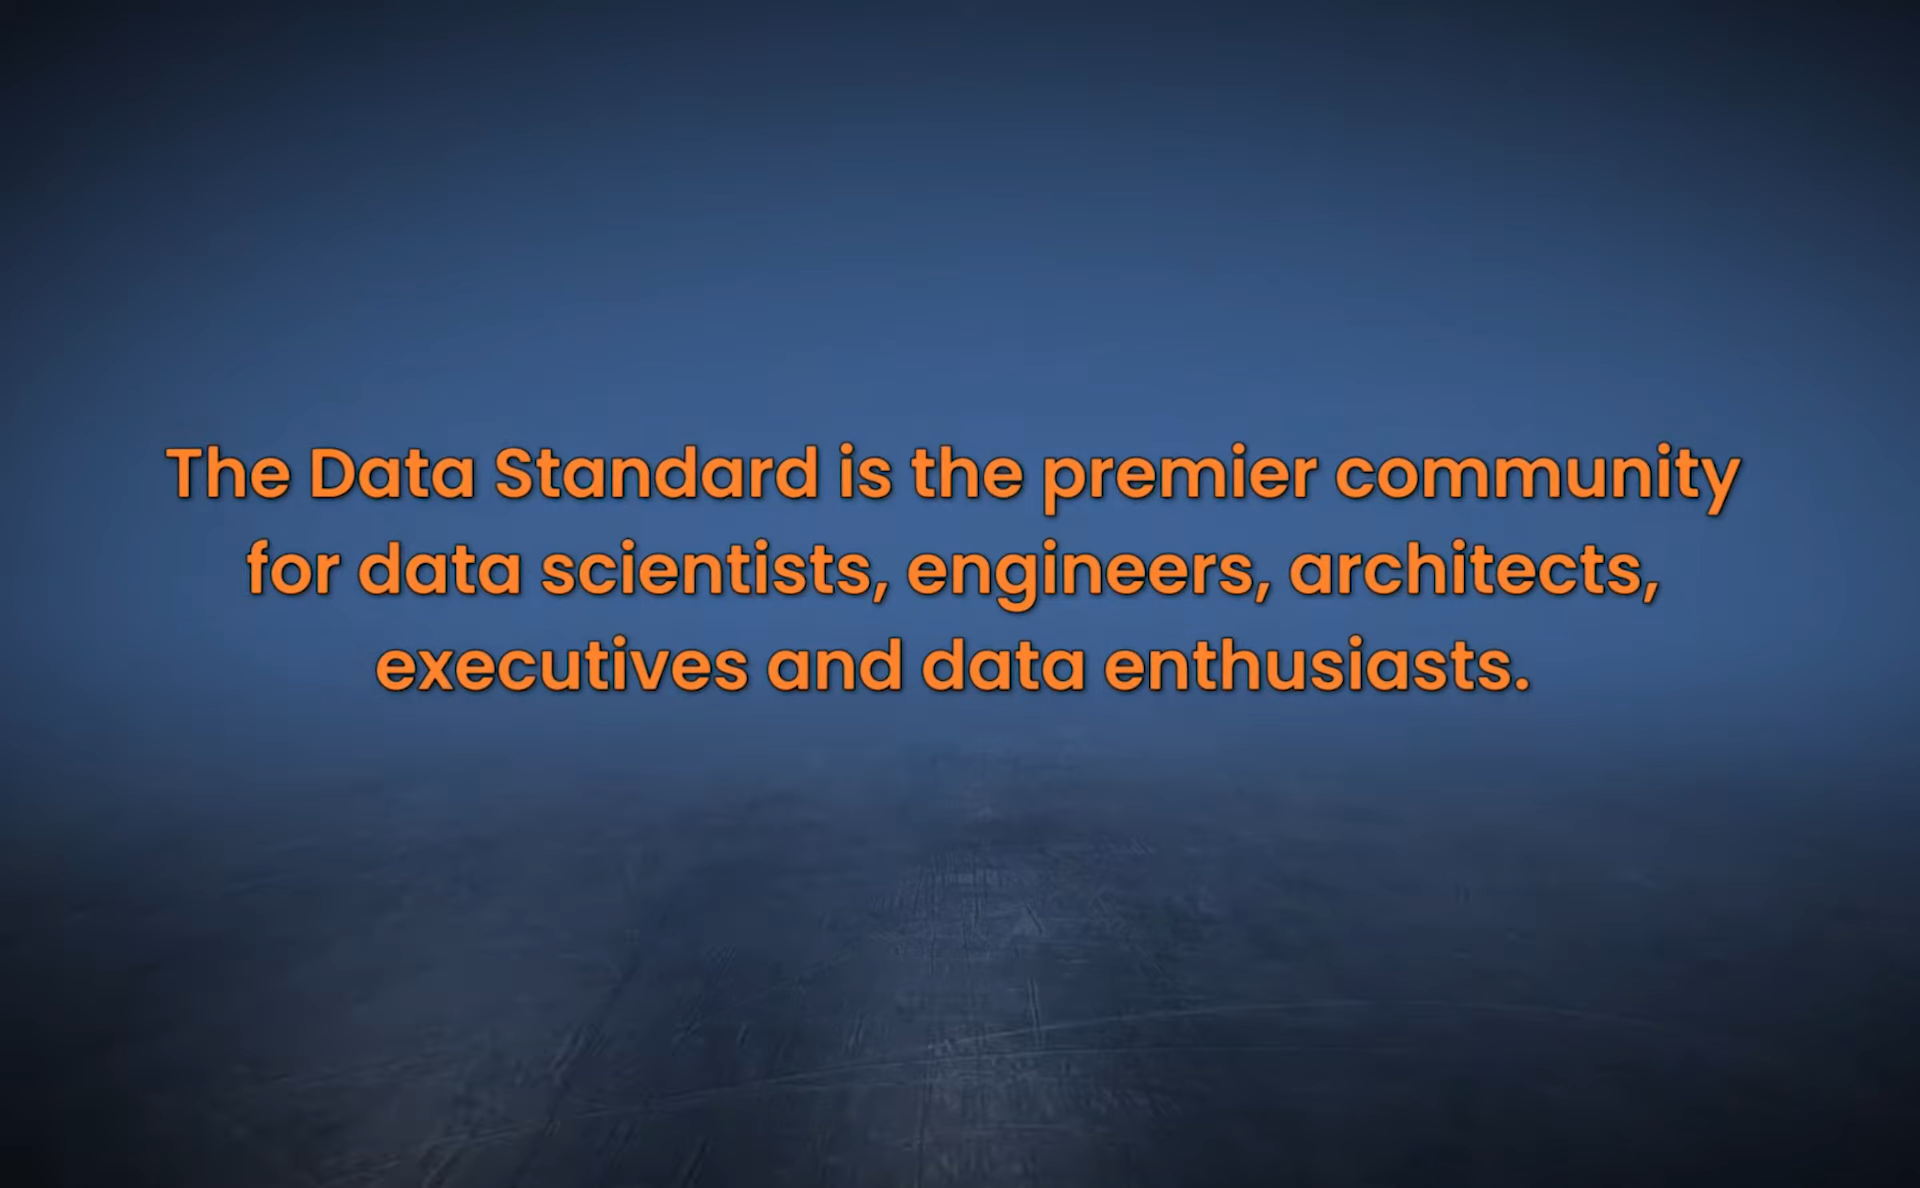 The Data Standard is the premier community
for data scientists, engineers, architects,
executives and data enthusiasts.